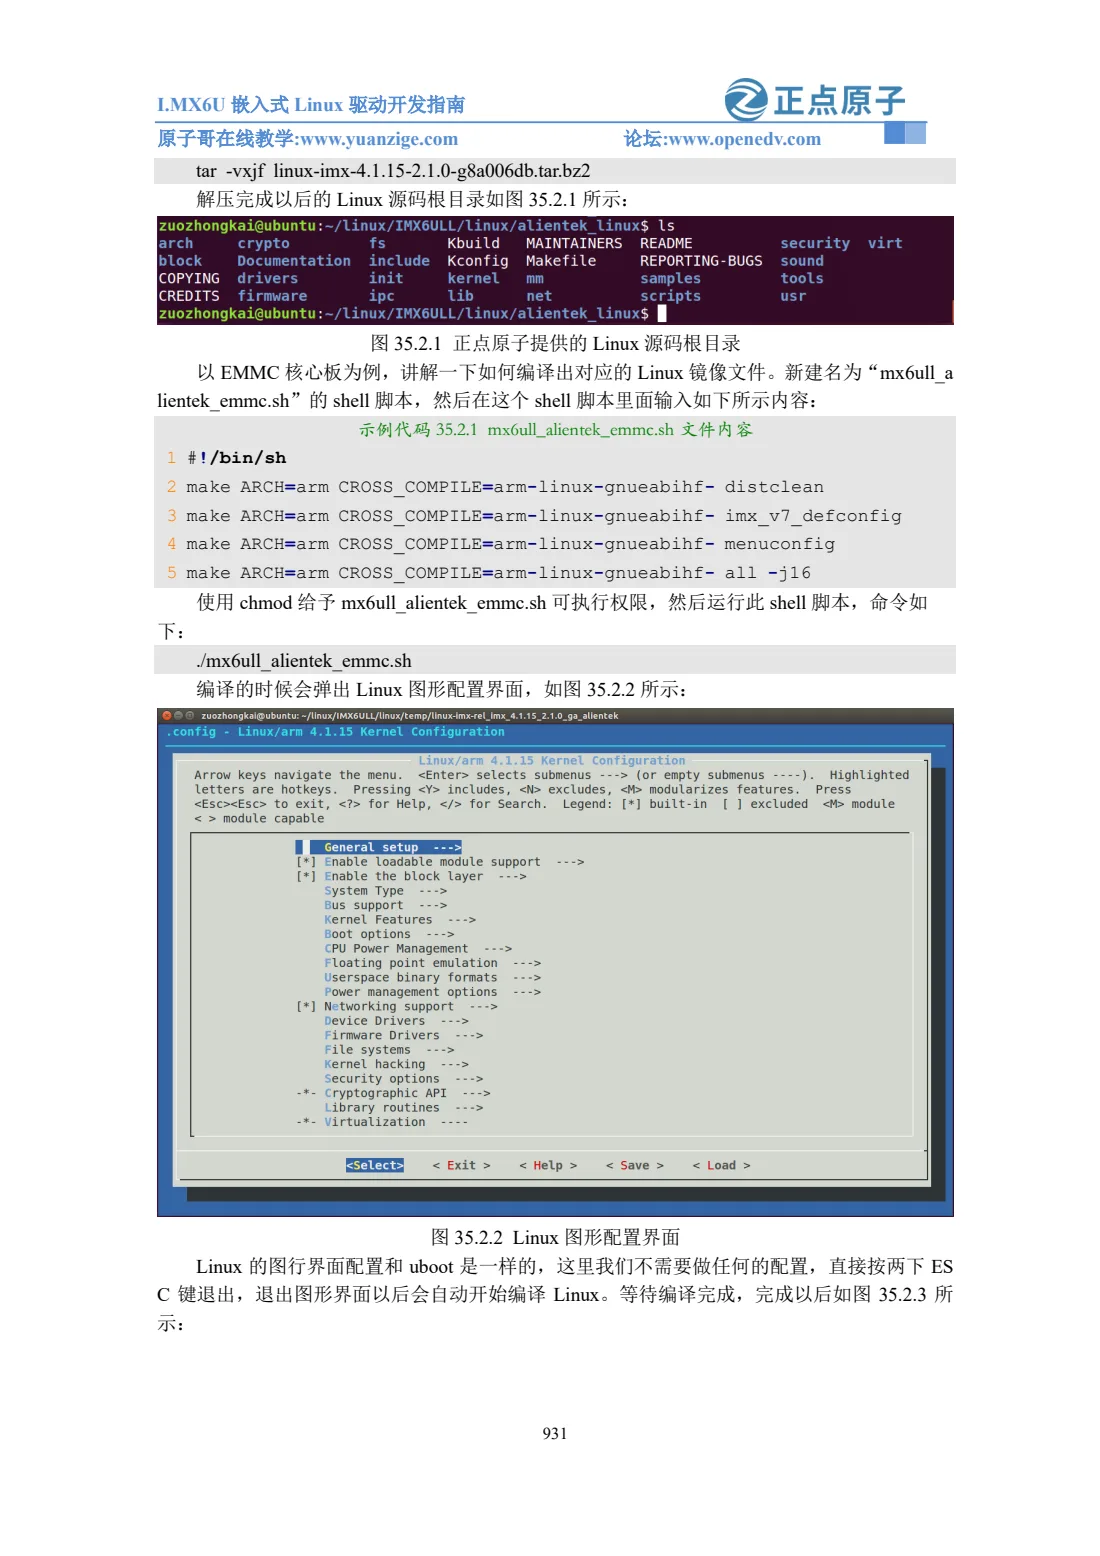 I.MX6U 嵌入式 Linux 驱动开发指南
正点原子
原子哥在线教学:www.yuanzige.com 论坛:www.openedv.com
tar -vxjf linux-imx-4.1.15-2.1.0-g8a006db.tar.bz2
解压完成以后的 Linux 源码根目录如图 35.2.1 所示：
zuozhongkai@ubuntu:~/linux/IMX6ULL/linux/alientek_linux$ ls
arch crypto fs Kbuild MAINTAINERS README security virt
block Documentation include Kconfig Makefile REPORTING-BUGS sound
COPYING drivers init kernel mm samples tools
CREDITS firmware ipc lib net scripts usr
zuozhongkai@ubuntu:~/linux/IMX6ULL/linux/alientek_linux$
图 35.2.1 正点原子提供的 Linux 源码根目录
以 EMMC 核心板为例，讲解一下如何编译出对应的 Linux 镜像文件。新建名为“mx6ull_a
lientek_emmc.sh”的 shell 脚本，然后在这个 shell 脚本里面输入如下所示内容：
示例代码 35.2.1 mx6ull_alientek_emmc.sh 文件内容
1 #!/bin/sh
2 make ARCH=arm CROSS_COMPILE=arm-linux-gnueabihf- distclean
3 make ARCH=arm CROSS_COMPILE=arm-linux-gnueabihf- imx_v7_defconfig
4 make ARCH=arm CROSS_COMPILE=arm-linux-gnueabihf- menuconfig
5 make ARCH=arm CROSS_COMPILE=arm-linux-gnueabihf- all -j16
使用 chmod 给予 mx6ull_alientek_emmc.sh 可执行权限，然后运行此 shell 脚本，命令如
下：
./mx6ull_alientek_emmc.sh
编译的时候会弹出 Linux 图形配置界面，如图 35.2.2 所示：
zuozhongkai@ubuntu: ~/linux/IMX6ULL/linux/temp/linux-imx-rel_imx_4.1.15_2.1.0_ga_alientek
.config - Linux/arm 4.1.15 Kernel Configuration
Linux/arm 4.1.15 Kernel Configuration
Arrow keys navigate the menu. <Enter> selects submenus ---> (or empty submenus ----). Highlighted
letters are hotkeys. Pressing <Y> includes, <N> excludes, <M> modularizes features. Press
<Esc><Esc> to exit, <?> for Help, </> for Search. Legend: [*] built-in [ ] excluded <M> module
< > module capable
General setup --->
[*] Enable loadable module support --->
[*] Enable the block layer --->
System Type --->
Bus support --->
Kernel Features --->
Boot options --->
CPU Power Management --->
Floating point emulation --->
Userspace binary formats --->
Power management options --->
[*] Networking support --->
Device Drivers --->
Firmware Drivers --->
File systems --->
Kernel hacking --->
Security options --->
-*- Cryptographic API --->
Library routines --->
-*- Virtualization ----
<Select> < Exit > < Help > < Save > < Load >
图 35.2.2 Linux 图形配置界面
Linux 的图行界面配置和 uboot 是一样的，这里我们不需要做任何的配置，直接按两下 ES
C 键退出，退出图形界面以后会自动开始编译 Linux。等待编译完成，完成以后如图 35.2.3 所
示：
931